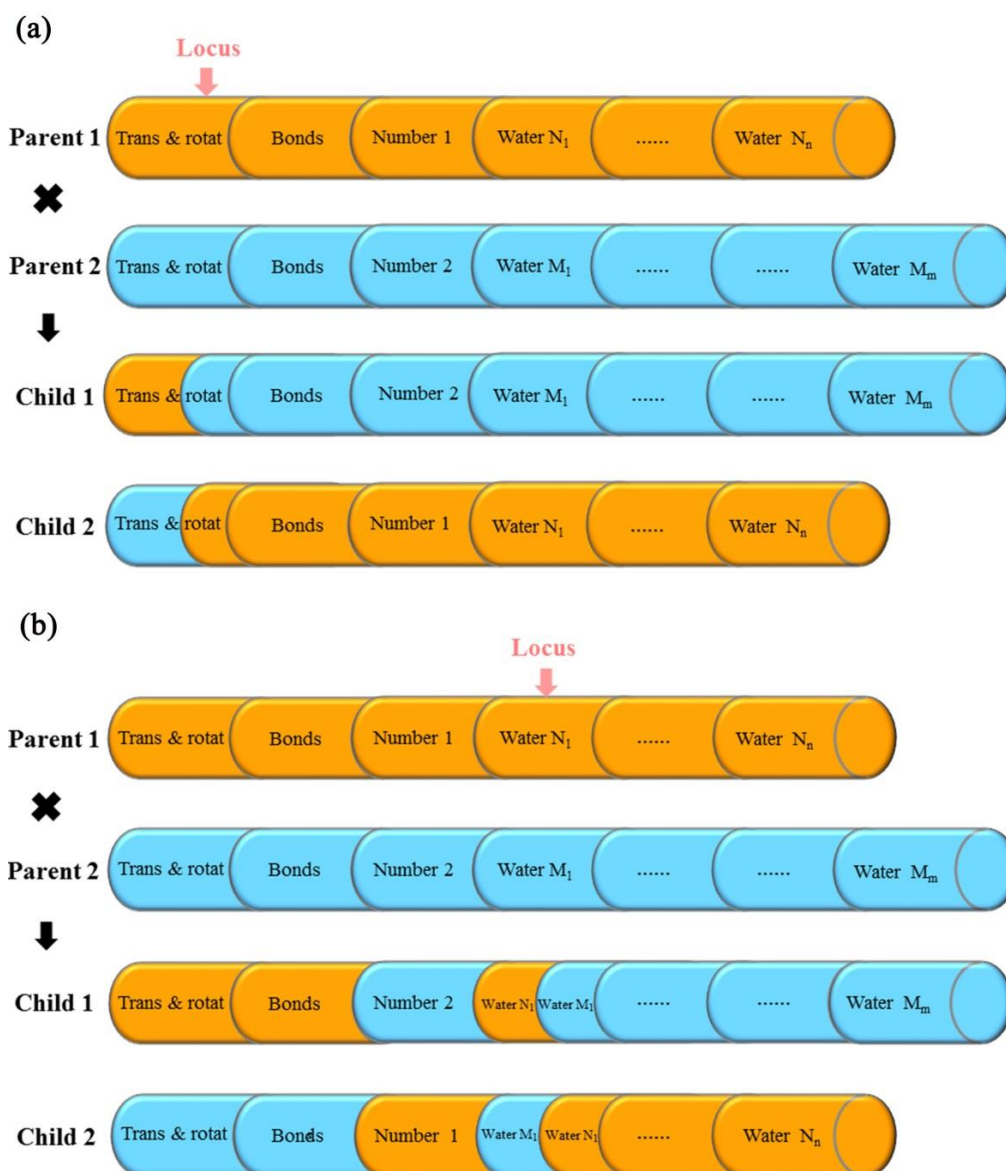 (a)
Locus
Parent 1 Trans & rotat Bonds Number 1 Water N₁ ...... Water Nₙ
Parent 2 Trans & rotat Bonds Number 2 Water M₁ ...... ...... Water Mₘ
Child 1 Trans & rotat Bonds Number 2 Water M₁ ...... ...... Water Mₘ
Child 2 Trans & rotat Bonds Number 1 Water N₁ ...... Water Nₙ
(b)
Locus
Parent 1 Trans & rotat Bonds Number 1 Water N₁ ...... Water Nₙ
Parent 2 Trans & rotat Bonds Number 2 Water M₁ ...... ...... Water Mₘ
Child 1 Trans & rotat Bonds Number 2 Water N₁ Water M₁ ...... ...... Water Mₘ
Child 2 Trans & rotat Bonds Number 1 Water M₁ Water N₁ ...... Water Nₙ